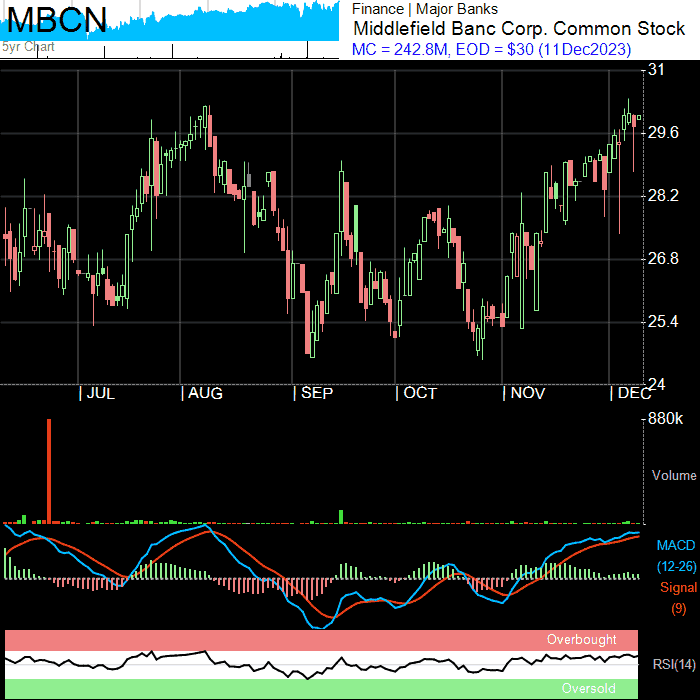 MBCN
5yr Chart
Finance | Major Banks
Middlefield Banc Corp. Common Stock
MC = 242.8M, EOD = $30 (11Dec2023)
31
29.6
28.2
26.8
25.4
24
| JUL | AUG | SEP | OCT | NOV | DEC
880k
Volume
MACD
(12-26)
Signal
(9)
Overbought
RSI(14)
Oversold